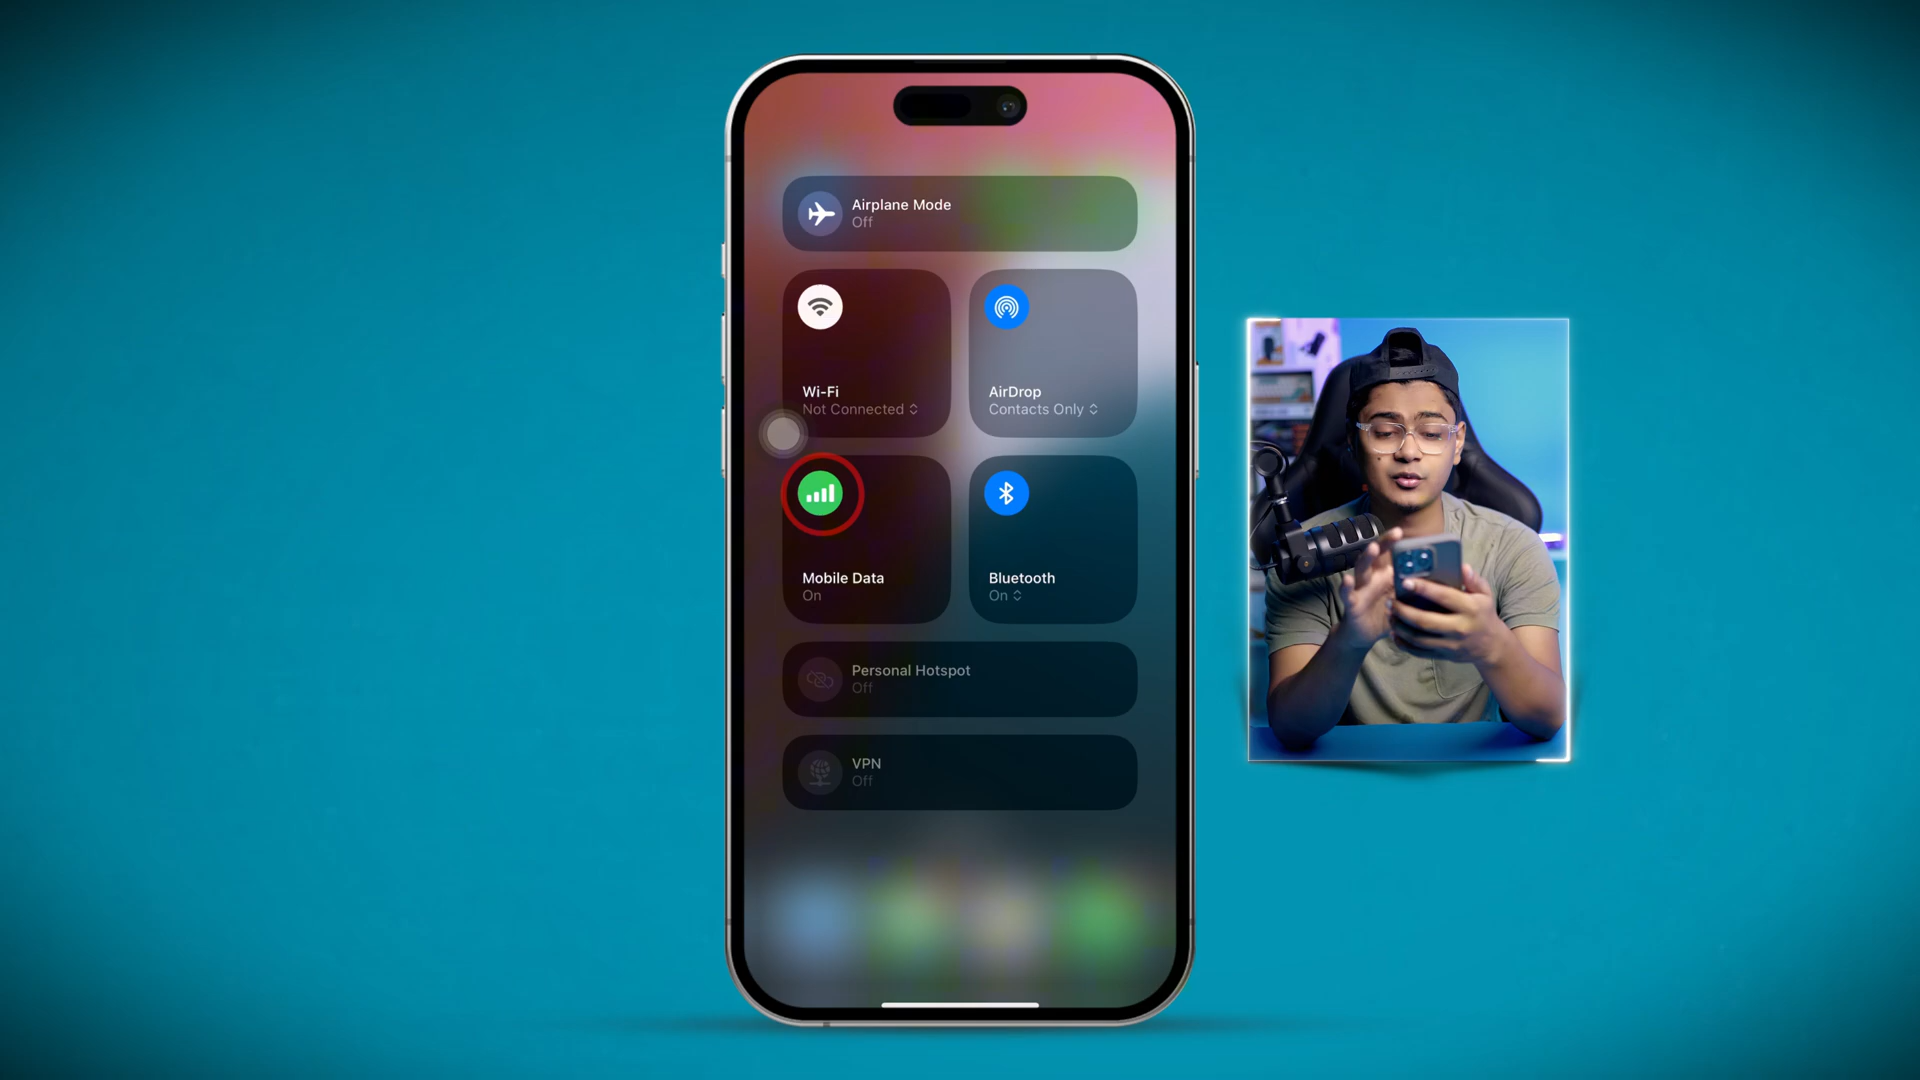 Airplane Mode
Off
Wi-Fi
Not Connected
AirDrop
Contacts Only
Mobile Data
On
Bluetooth
On
Personal Hotspot
Off
VPN
Off